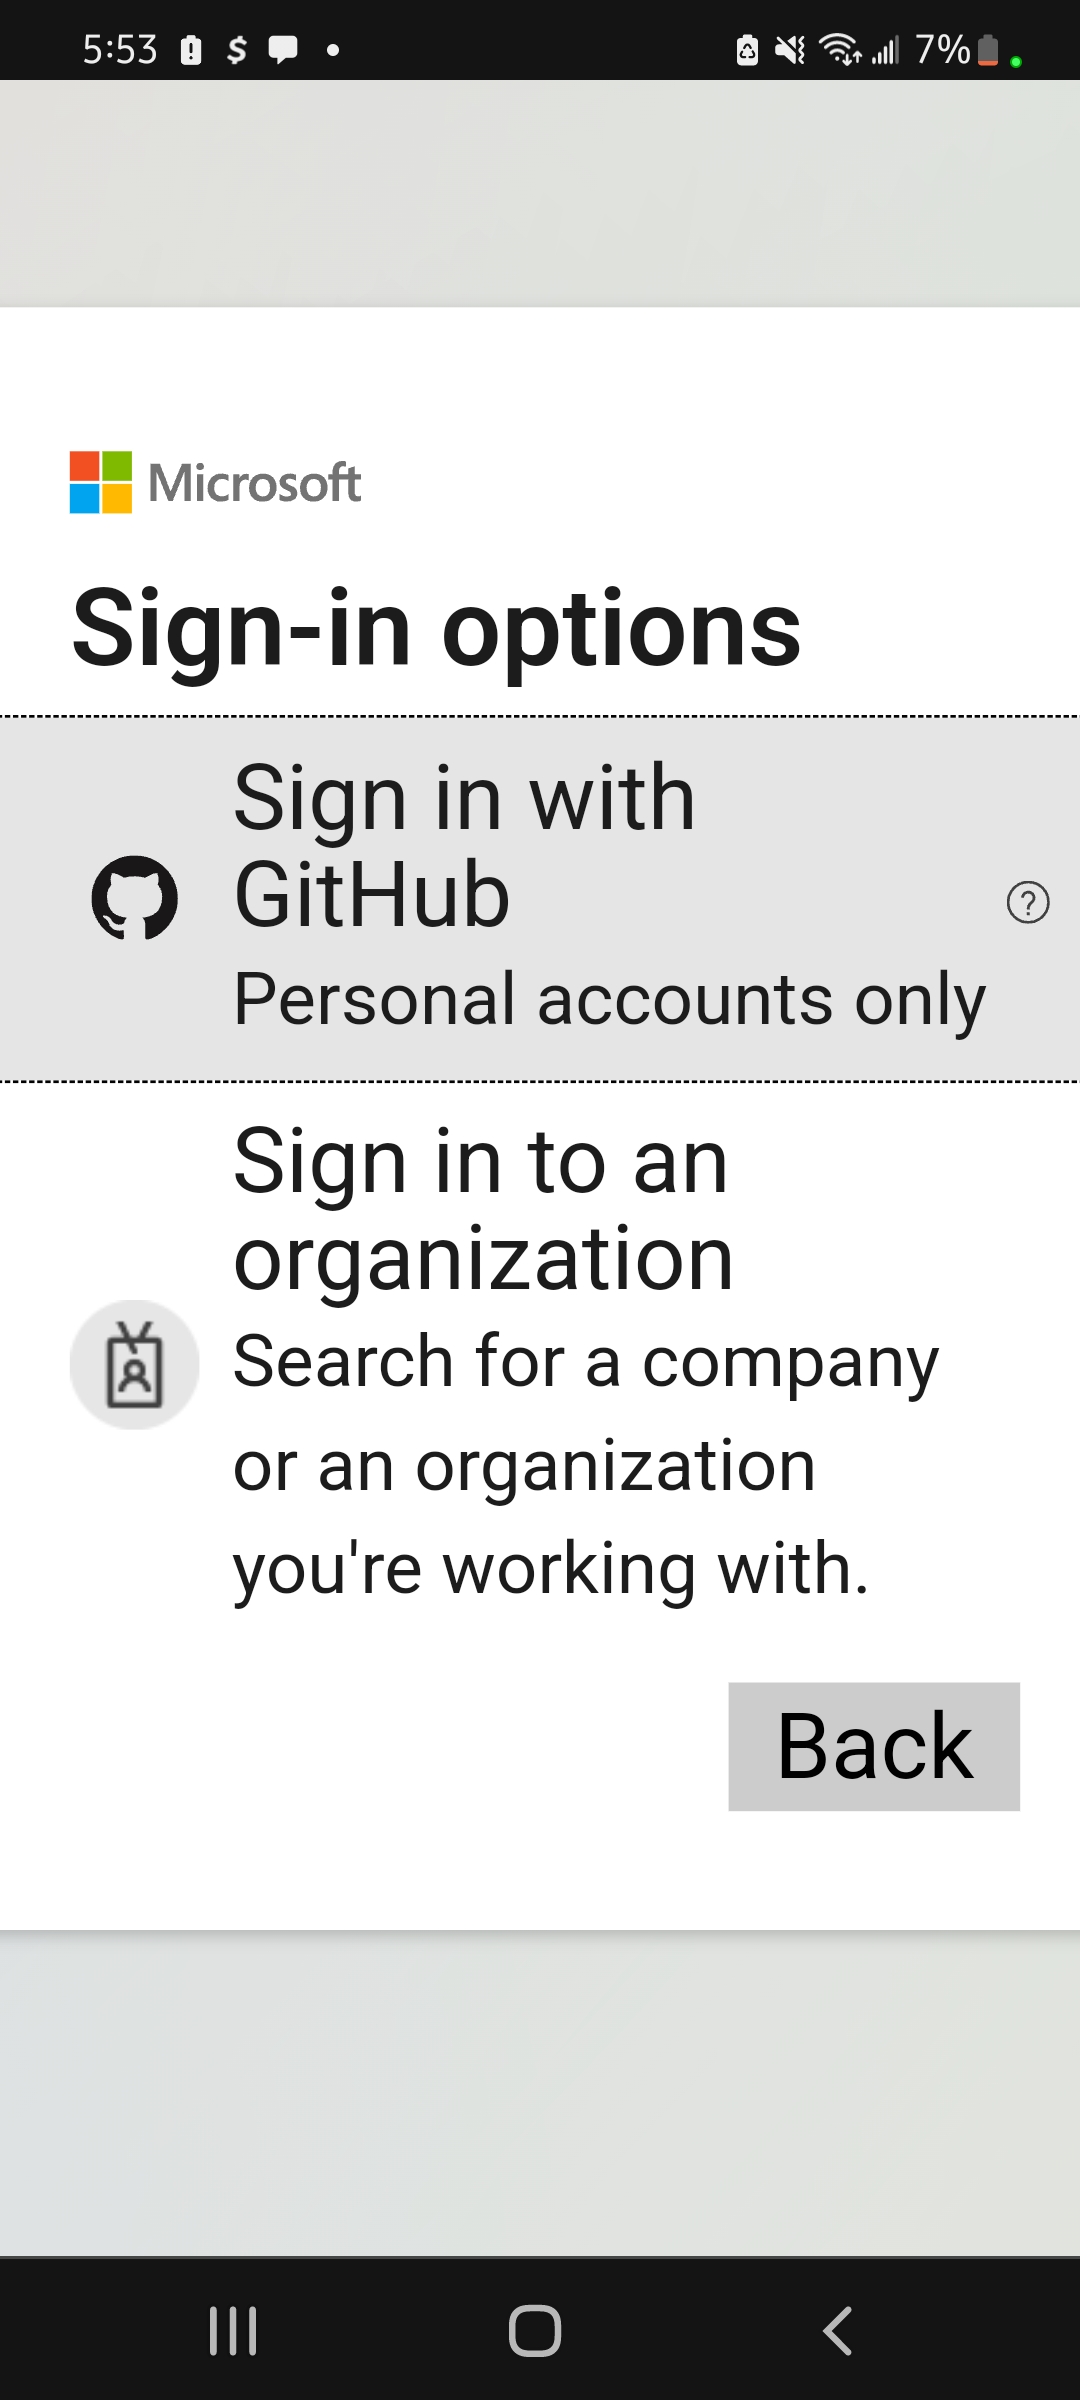 5:53
7%
Microsoft
Sign-in options
Sign in with
GitHub
Personal accounts only
Sign in to an
organization
Search for a company
or an organization
you're working with.
Back